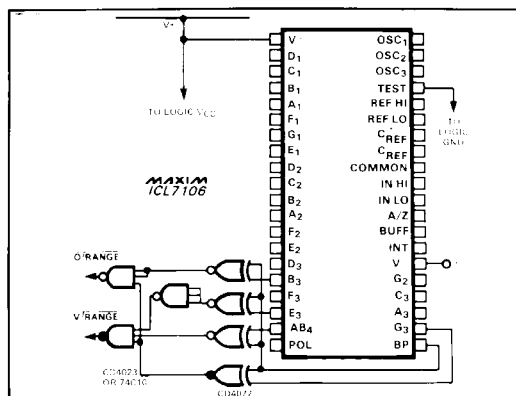 V+
TO LOGIC VCC
MAXIM
ICL7106
V
D1
C1
B1
A1
F1
G1
E1
D2
C2
B2
A2
F2
E2
D3
B3
F3
E3
AB4
POL
OSC1
OSC2
OSC3
TEST
REF HI
REF LO
CREF
CREF
COMMON
IN HI
IN LO
A/Z
BUFF
INT
V
G2
C3
A3
G3
BP
TO
LOGIC
GND
O/RANGE
CD4023
OR 74C10
CD4077